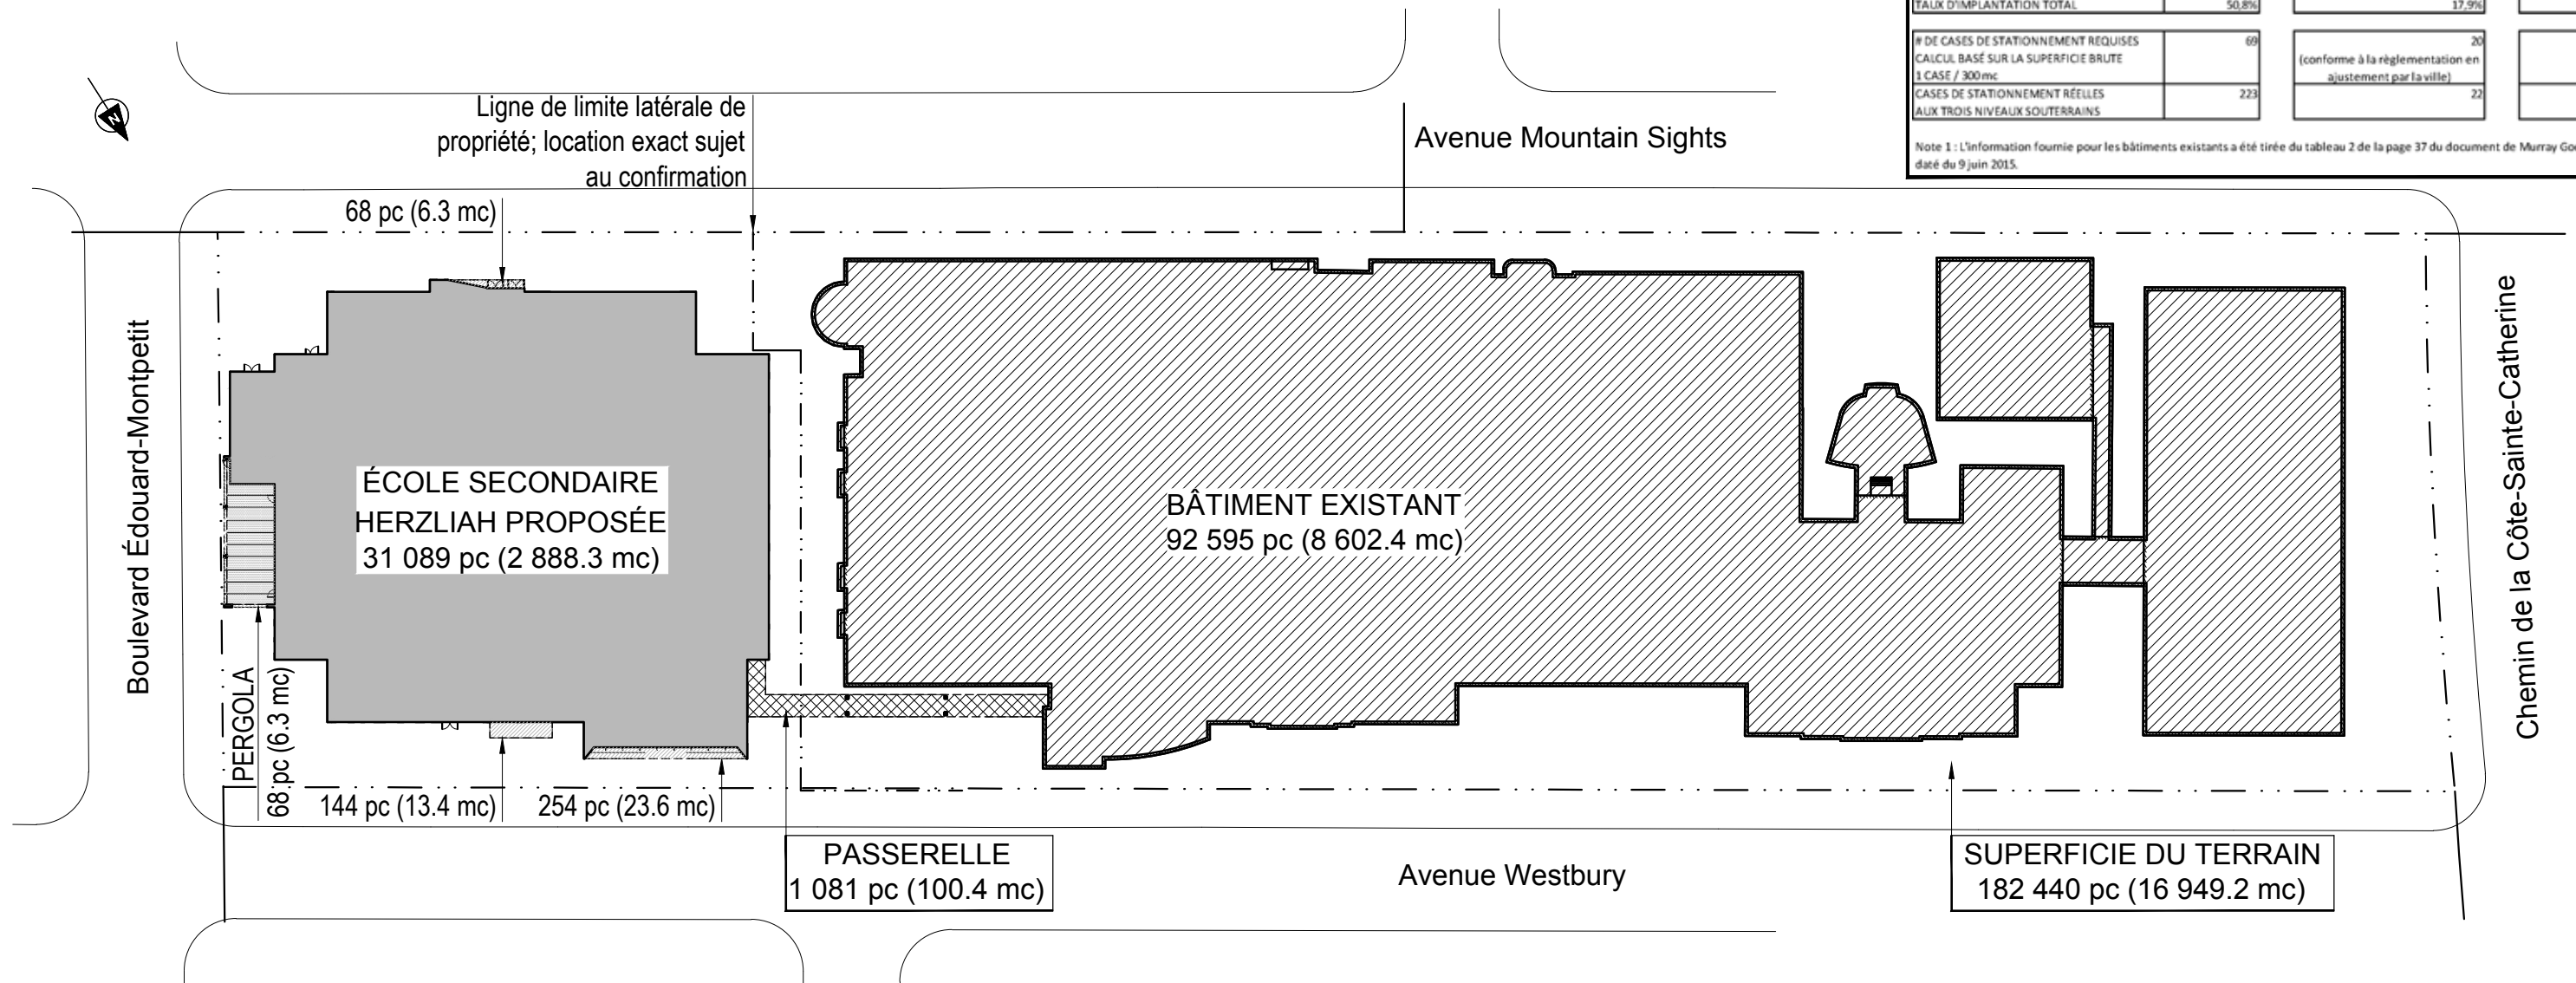 TAUX D'IMPLANTATION TOTAL 50,8% 17,9%
# DE CASES DE STATIONNEMENT REQUISES 69 20
CALCUL BASÉ SUR LA SUPERFICIE BRUTE (conforme à la règlementation en
1 CASE / 300 mc ajustement par la ville)
CASES DE STATIONNEMENT RÉELLES 223 22
AUX TROIS NIVEAUX SOUTERRAINS
Note 1 : L'information fournie pour les bâtiments existants a été tirée du tableau 2 de la page 37 du document de Murray Goo
daté du 9 juin 2015.
N
Ligne de limite latérale de
propriété; location exact sujet
au confirmation
Avenue Mountain Sights
68 pc (6.3 mc)
Boulevard Édouard-Montpetit
ÉCOLE SECONDAIRE
HERZLIAH PROPOSÉE
31 089 pc (2 888.3 mc)
BÂTIMENT EXISTANT
92 595 pc (8 602.4 mc)
Chemin de la Côte-Sainte-Catherine
PERGOLA
68 pc (6.3 mc)
144 pc (13.4 mc)
254 pc (23.6 mc)
PASSERELLE
1 081 pc (100.4 mc)
Avenue Westbury
SUPERFICIE DU TERRAIN
182 440 pc (16 949.2 mc)